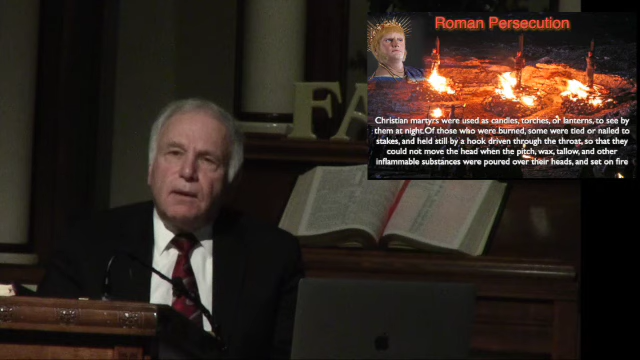 Roman Persecution
Christian martyrs were used as candles, torches, or lanterns, to see by
them at night.Of those who were burned, some were tied or nailed to
stakes, and held still by a hook driven through the throat, so that they
could not move the head when the pitch, wax, tallow, and other
inflammable substances were poured over their heads, and set on fire
FA